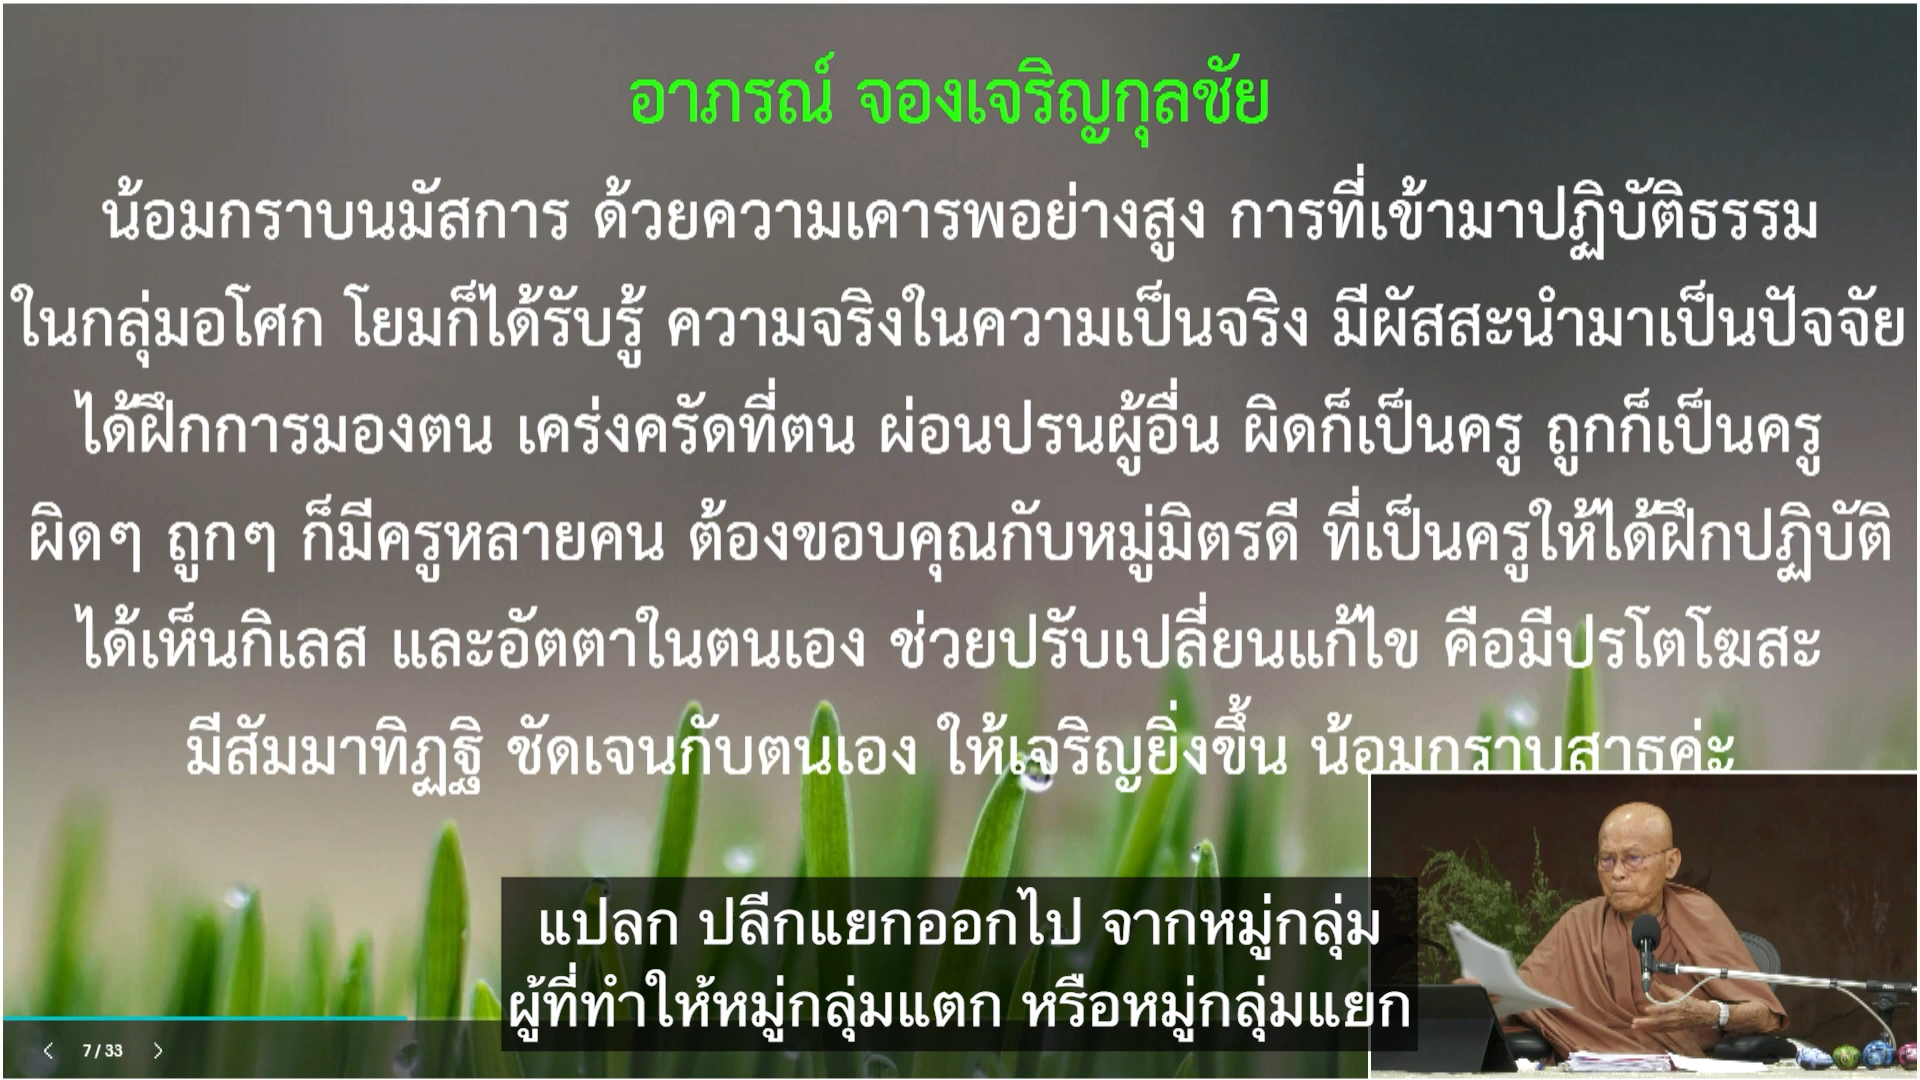 อาภรณ์ จองเจริญกุลชัย
น้อมกราบนมัสการ ด้วยความเคารพอย่างสูง การที่เข้ามาปฏิบัติธรรม
ในกลุ่มอโศก โยมก็ได้รับรู้ ความจริงในความเป็นจริง มีผัสสะนำมาเป็นปัจจัย
ได้ฝึกการมองตน เคร่งครัดที่ตน ผ่อนปรนผู้อื่น ผิดก็เป็นครู ถูกก็เป็นครู
ผิดๆ ถูกๆ ก็มีครูหลายคน ต้องขอบคุณกับหมู่มิตรดี ที่เป็นครูให้ได้ฝึกปฏิบัติ
ได้เห็นกิเลส และอัตตาในตนเอง ช่วยปรับเปลี่ยนแก้ไข คือมีปรโตโฆสะ
มีสัมมาทิฏฐิ ชัดเจนกับตนเอง ให้เจริญยิ่งขึ้น น้อมกราบสาธุค่ะ
แปลก ปลีกแยกออกไป จากหมู่กลุ่ม
ผู้ที่ทำให้หมู่กลุ่มแตก หรือหมู่กลุ่มแยก
7 / 33